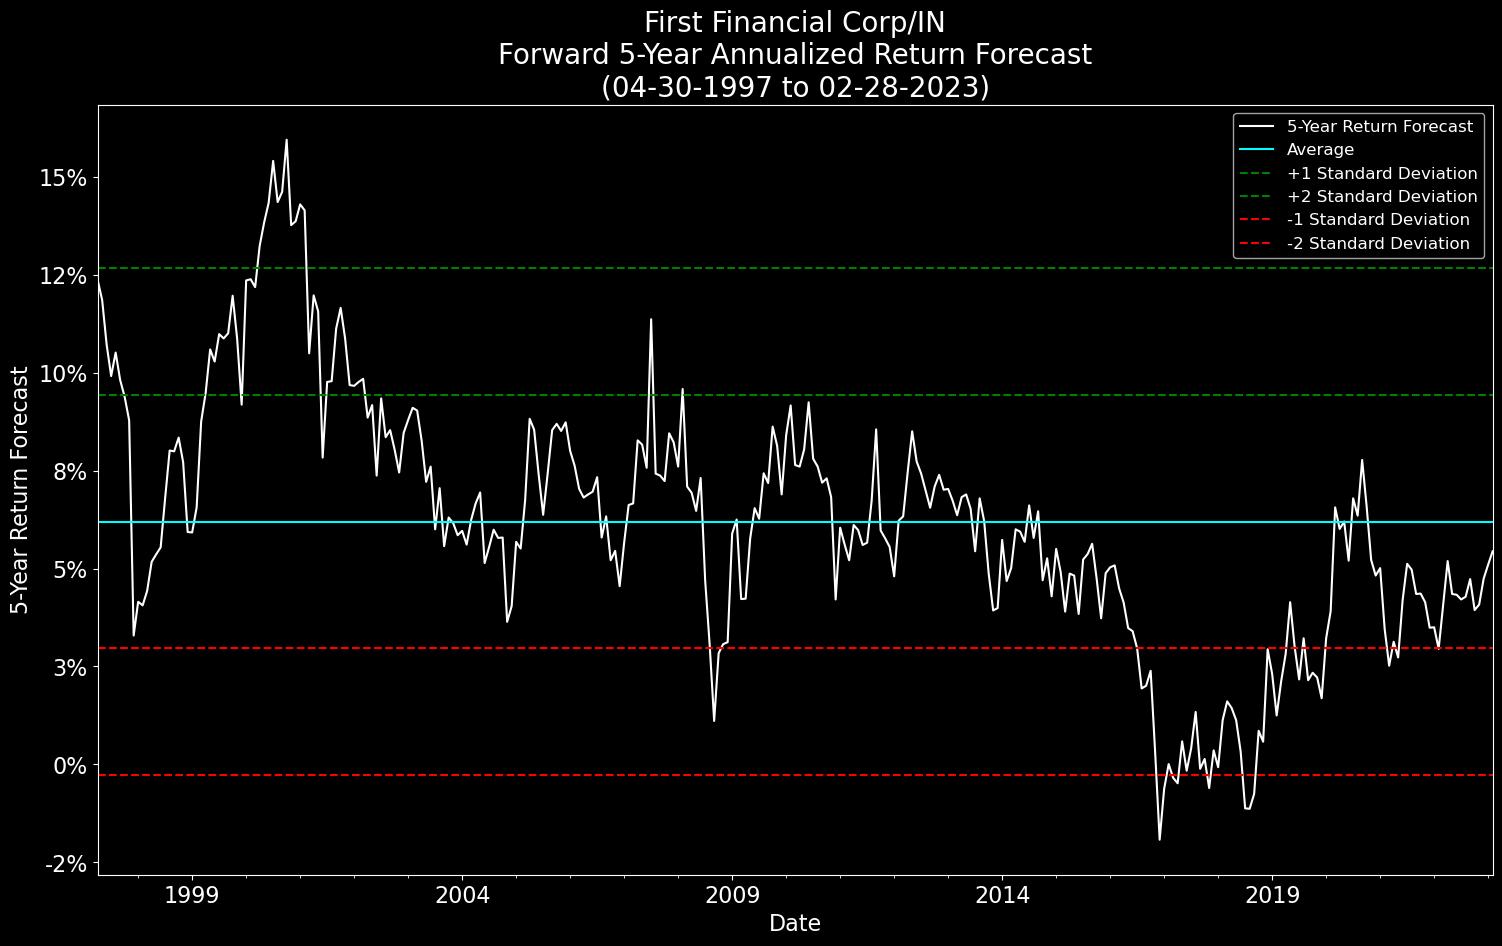 First Financial Corp/IN
Forward 5-Year Annualized Return Forecast
(04-30-1997 to 02-28-2023)
5-Year Return Forecast
Average
+1 Standard Deviation
+2 Standard Deviation
-1 Standard Deviation
-2 Standard Deviation
15%
12%
10%
8%
5%
3%
0%
-2%
5-Year Return Forecast
1999 2004 2009 2014 2019
Date